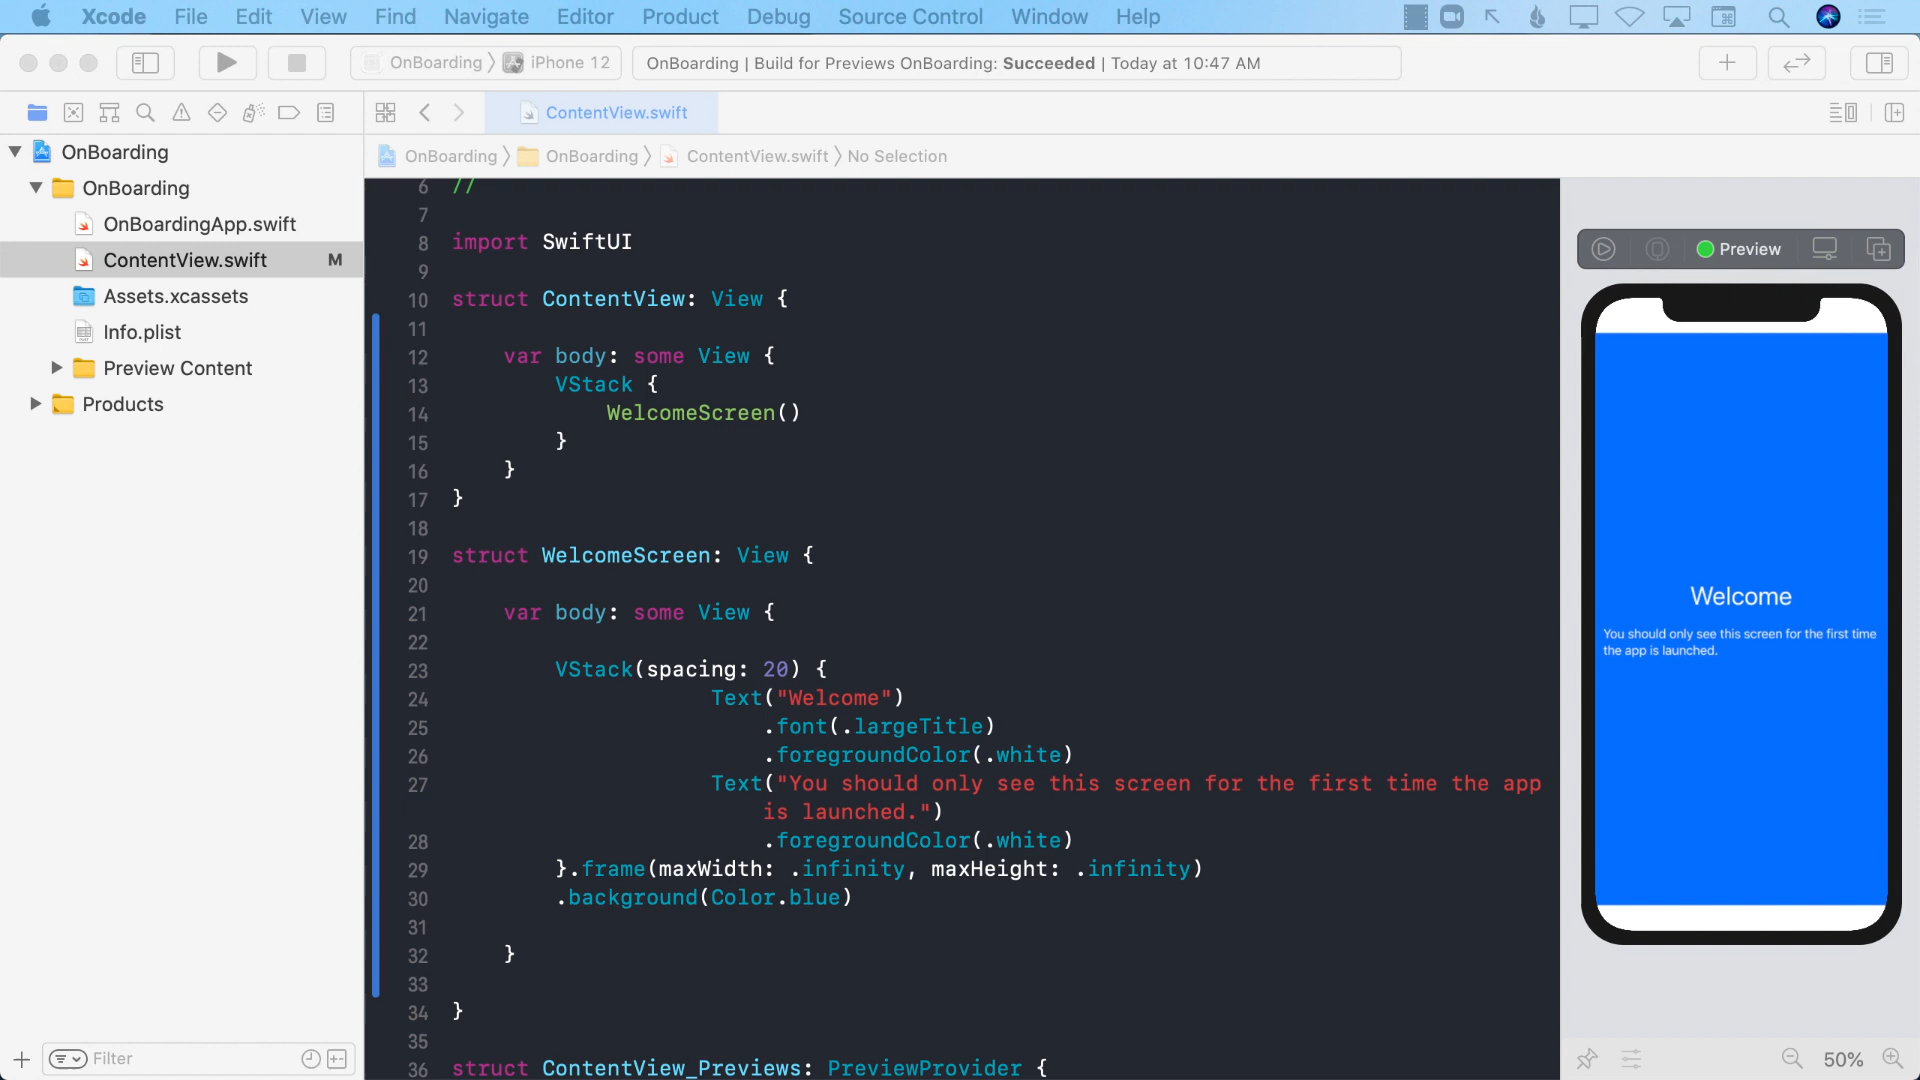 Xcode File Edit View Find Navigate Editor Product Debug Source Control Window Help
OnBoarding iPhone 12 OnBoarding | Build for Previews OnBoarding: Succeeded | Today at 10:47 AM
ContentView.swift
OnBoarding
OnBoarding OnBoarding ContentView.swift No Selection
OnBoarding
OnBoardingApp.swift
ContentView.swift M
Assets.xcassets
Info.plist
Preview Content
Products
Filter
6 //
7
8 import SwiftUI
9
10 struct ContentView: View {
11
12 var body: some View {
13 VStack {
14 WelcomeScreen()
15 }
16 }
17 }
18
19 struct WelcomeScreen: View {
20
21 var body: some View {
22
23 VStack(spacing: 20) {
24 Text("Welcome")
25 .font(.largeTitle)
26 .foregroundColor(.white)
27 Text("You should only see this screen for the first time the app
is launched.")
28 .foregroundColor(.white)
29 }.frame(maxWidth: .infinity, maxHeight: .infinity)
30 .background(Color.blue)
31
32 }
33
34 }
35
36 struct ContentView_Previews: PreviewProvider {
Preview
Welcome
You should only see this screen for the first time
the app is launched.
50%